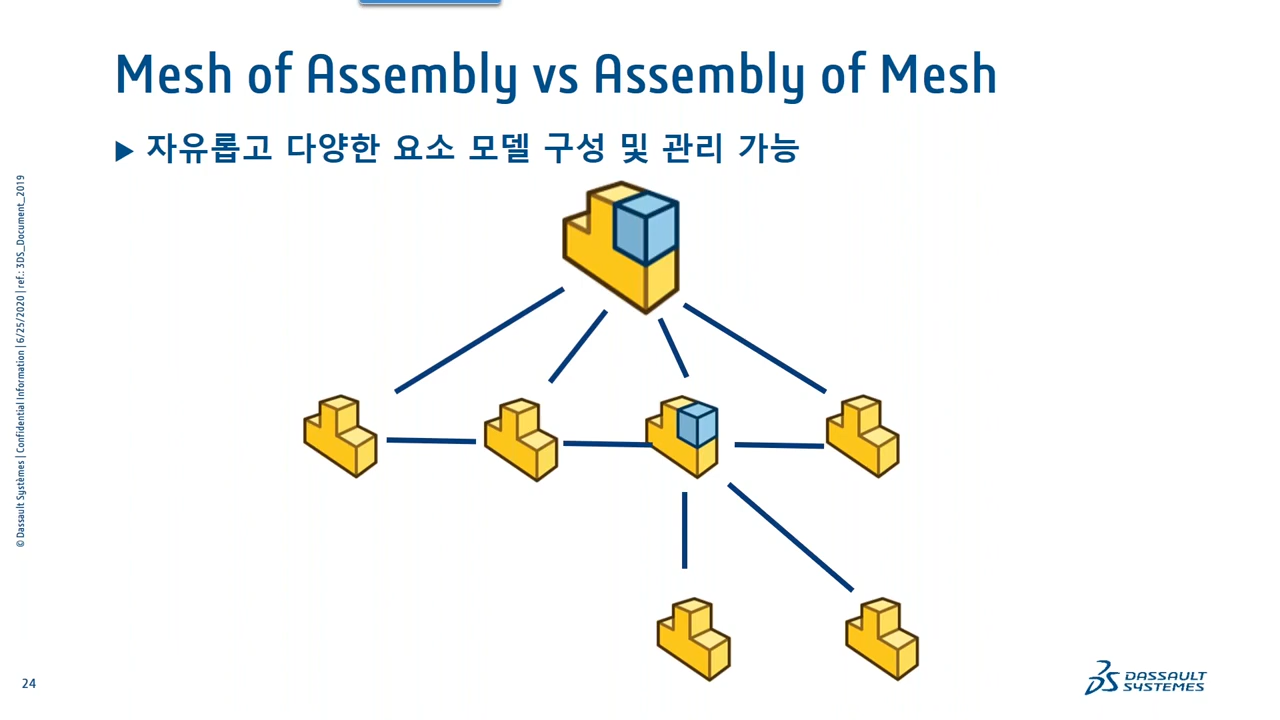 Mesh of Assembly vs Assembly of Mesh
▶ 자유롭고 다양한 요소 모델 구성 및 관리 가능
© Dassault Systèmes | Confidential Information | 6/25/2020 | ref.: 3DS_Document_2019
24
3DS DASSAULT
SYSTEMES